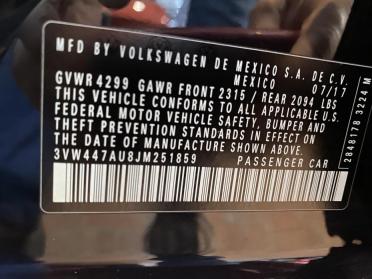 MFD BY VOLKSWAGEN DE MEXICO S.A. DE C.V.
MEXICO 07/17
GVWR 4299 GAWR FRONT 2315 / REAR 2094 LBS
THIS VEHICLE CONFORMS TO ALL APPLICABLE U.S.
FEDERAL MOTOR VEHICLE SAFETY, BUMPER AND
THEFT PREVENTION STANDARDS IN EFFECT ON
THE DATE OF MANUFACTURE SHOWN ABOVE.
3VW447AU8JM251859 PASSENGER CAR
2848178 3224 M